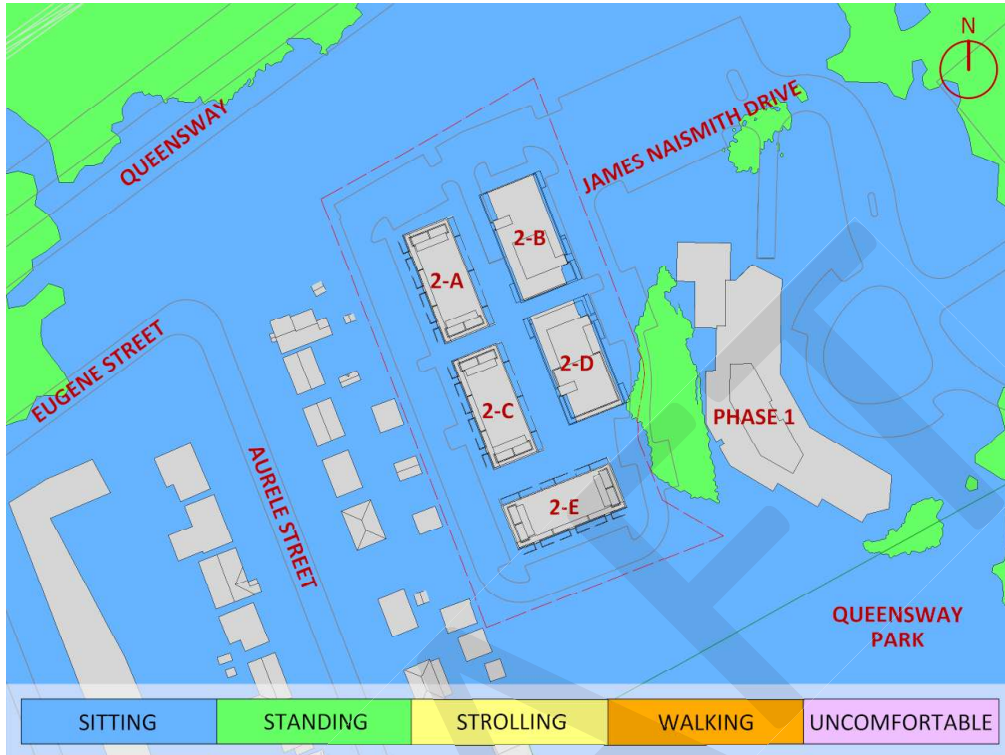 N
QUEENSWAY
JAMES NAISMITH DRIVE
2-B
2-A
2-D
EUGENE STREET
2-C
PHASE 1
AURELE STREET
2-E
QUEENSWAY
PARK
SITTING
STANDING
STROLLING
WALKING
UNCOMFORTABLE